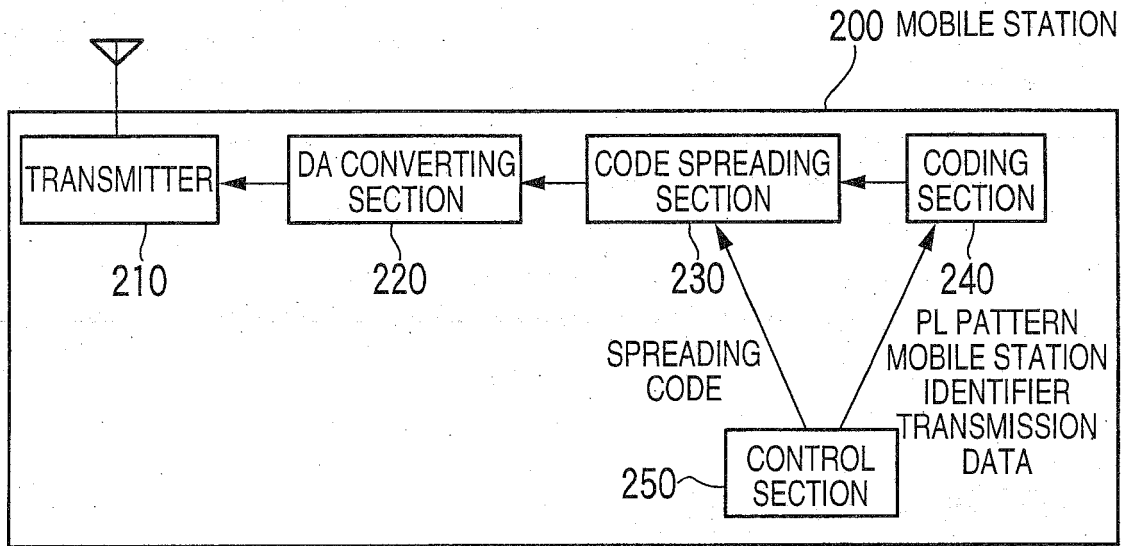 200 MOBILE STATION
TRANSMITTER
DA CONVERTING
SECTION
CODE SPREADING
SECTION
CODING
SECTION
210
220
230
240
SPREADING
CODE
PL PATTERN
MOBILE STATION
IDENTIFIER
TRANSMISSION
DATA
250
CONTROL
SECTION